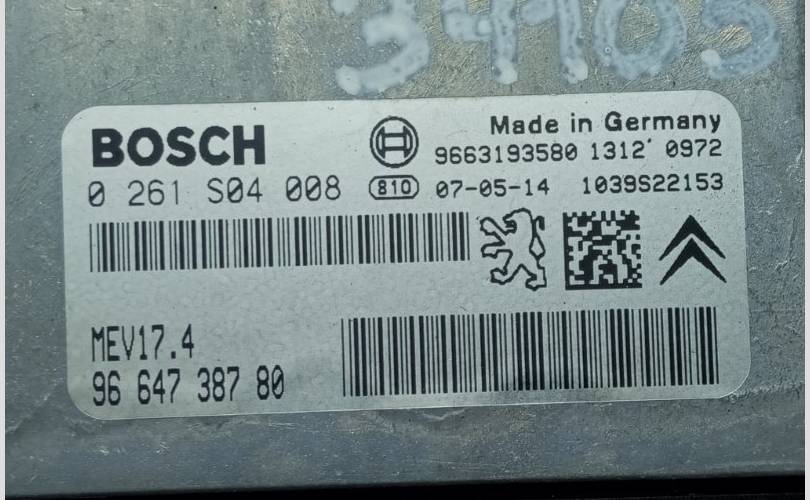 34103
BOSCH
Made in Germany
9663193580 1312' 0972
0 261 S04 008
810
07-05-14 1039S22153
MEV17.4
96 647 387 80